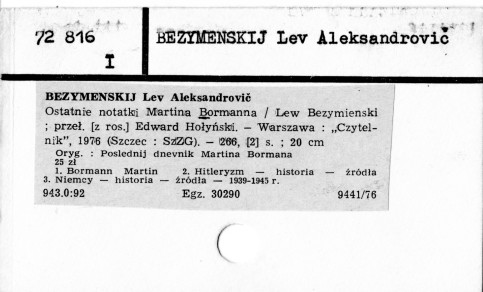 72 816
I
BEZYMENSKIJ Lev Aleksandrovič
BEZYMENSKIJ Lev Aleksandrovič
Ostatnie notatki Martina Bormanna / Lew Bezymienski
; przeł. [z ros.] Edward Hołyński. — Warszawa : „Czytel-
nik”, 1976 (Szczec : SzZG). — 266, [2] s. ; 20 cm
Oryg. : Poslednij dnevnik Martina Bormana
25 zł
1. Bormann Martin 2. Hitleryzm — historia — źródła
3. Niemcy — historia — źródła — 1939-1945 r.
943.0:92 Egz. 30290 9441/76